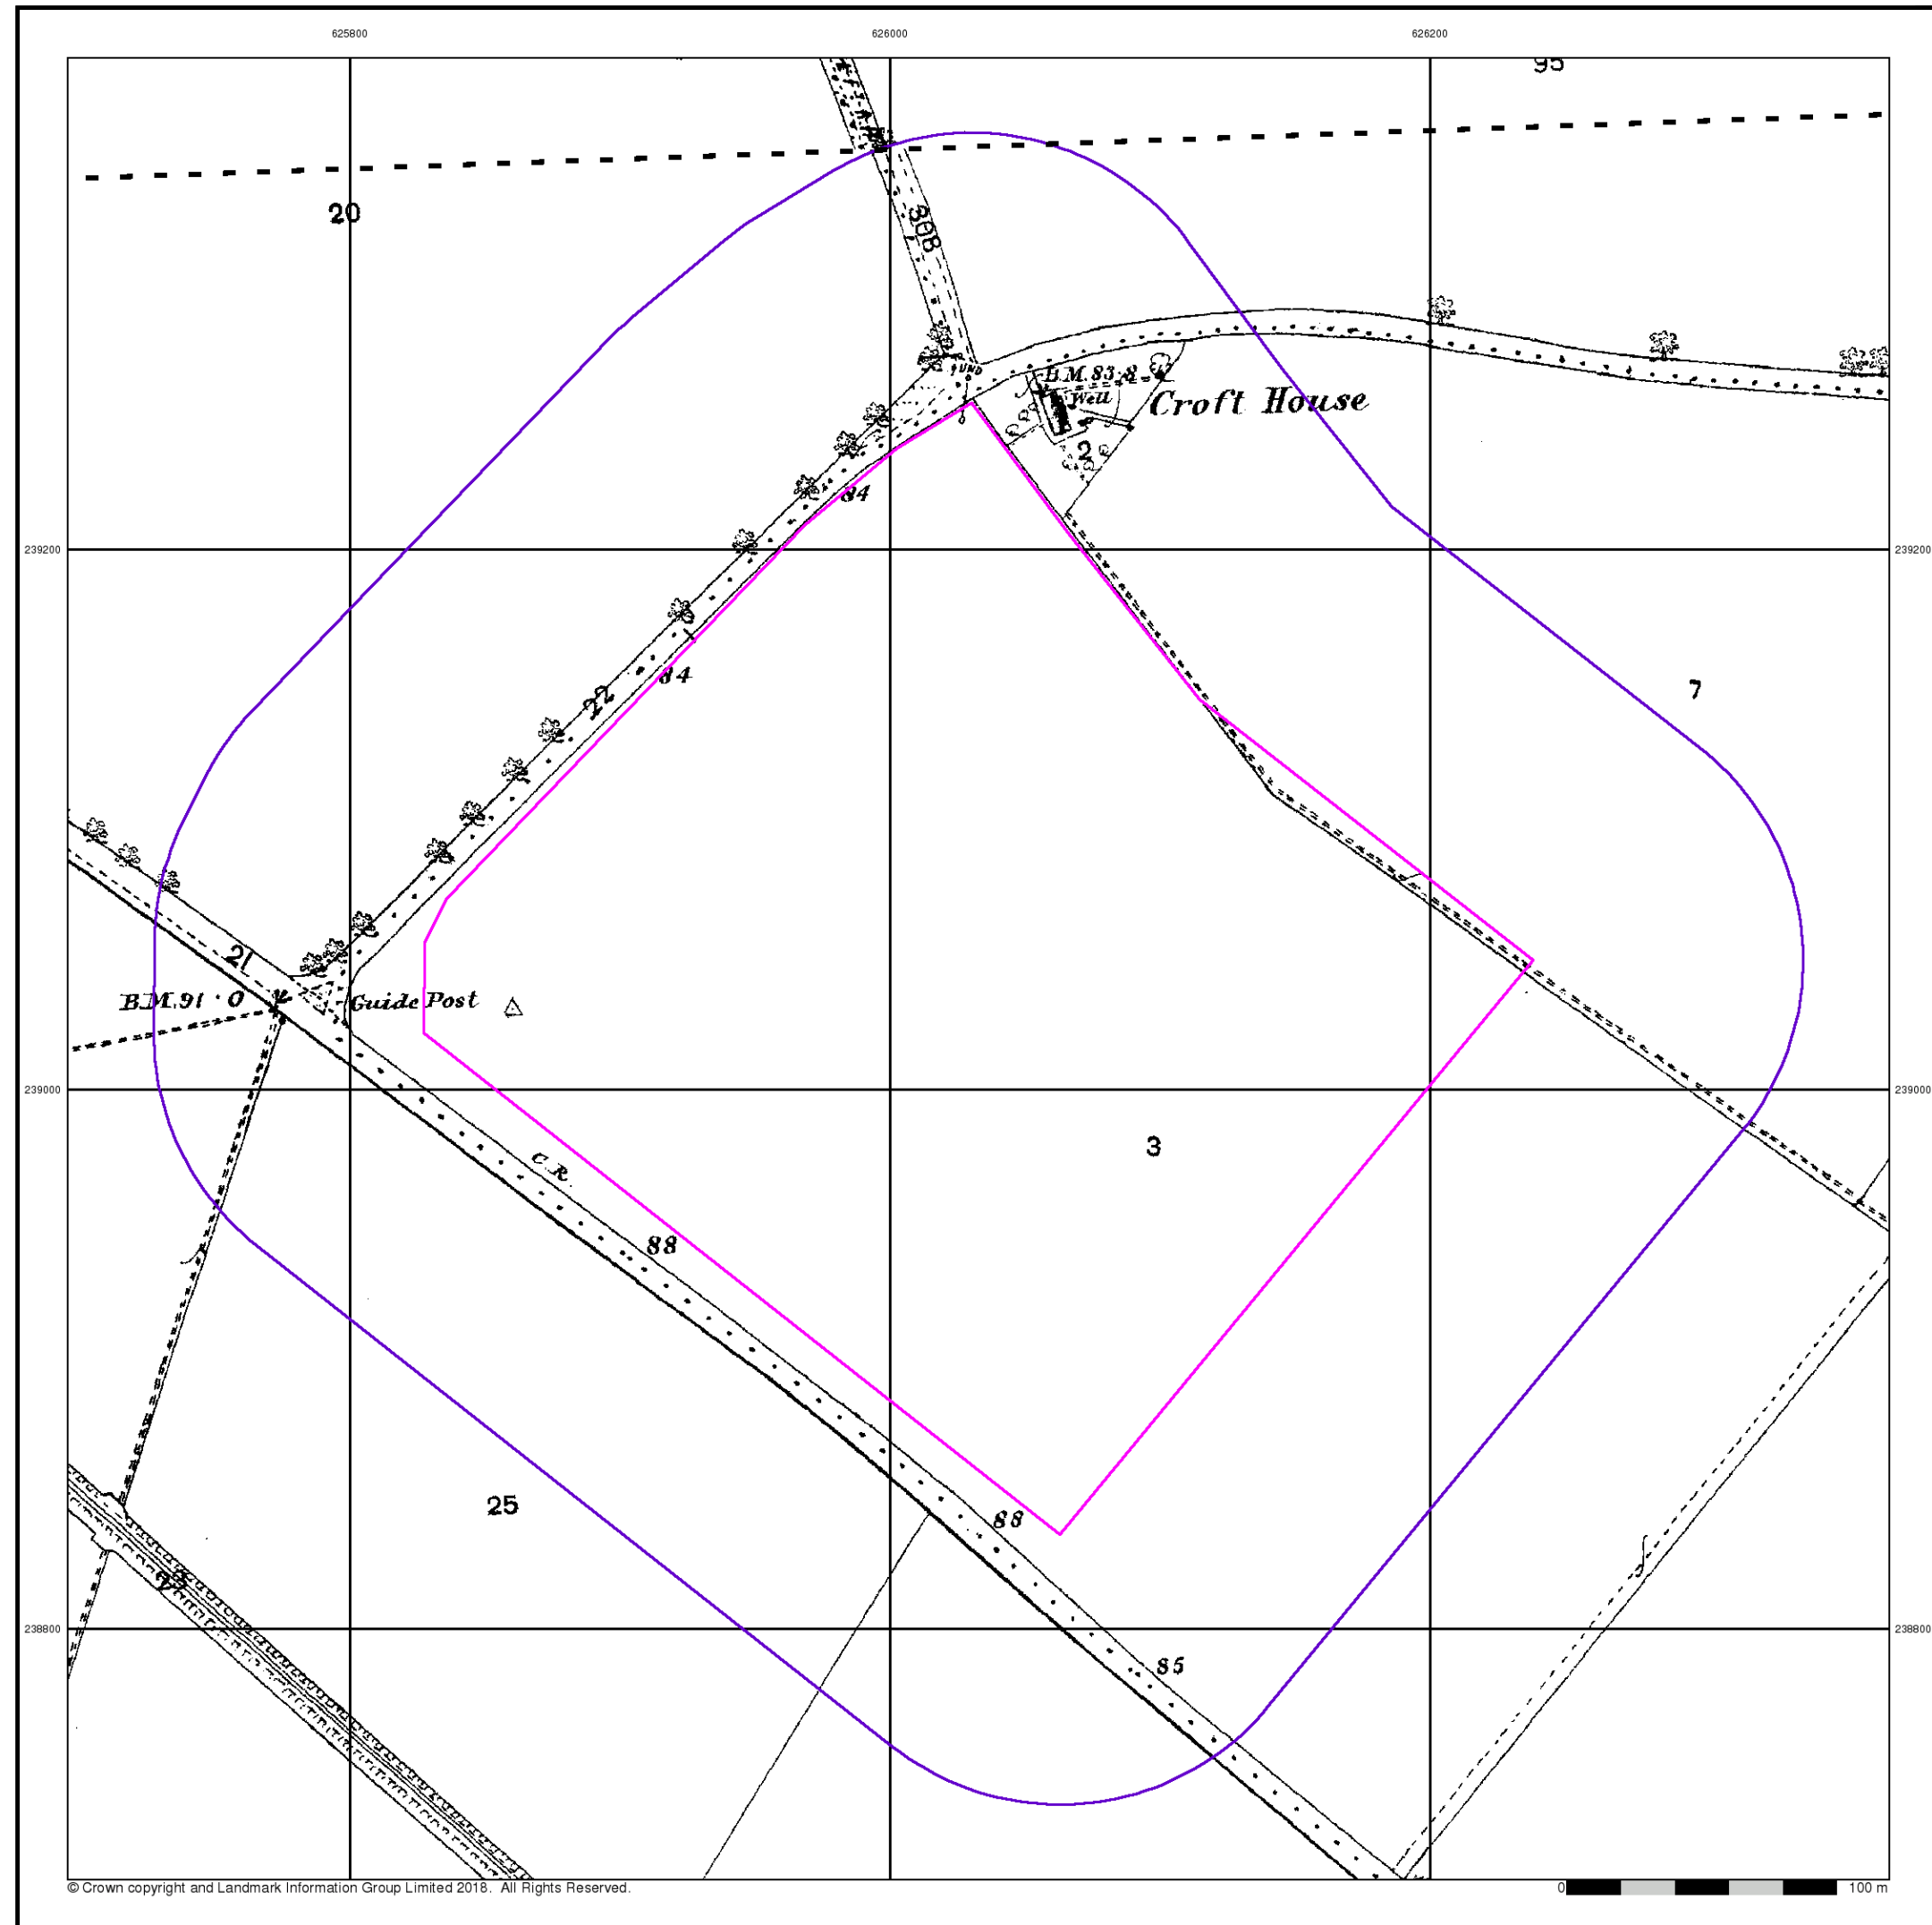 625800 626000 626200
95
20
308
B.M. 83·8
Well
Croft House
2
84
239200 239200
84
22
7
21
B.M. 91·0
Guide Post
239000 239000
C.R.
3
88
25
88
238800 238800
85
© Crown copyright and Landmark Information Group Limited 2018. All Rights Reserved.
0 100 m